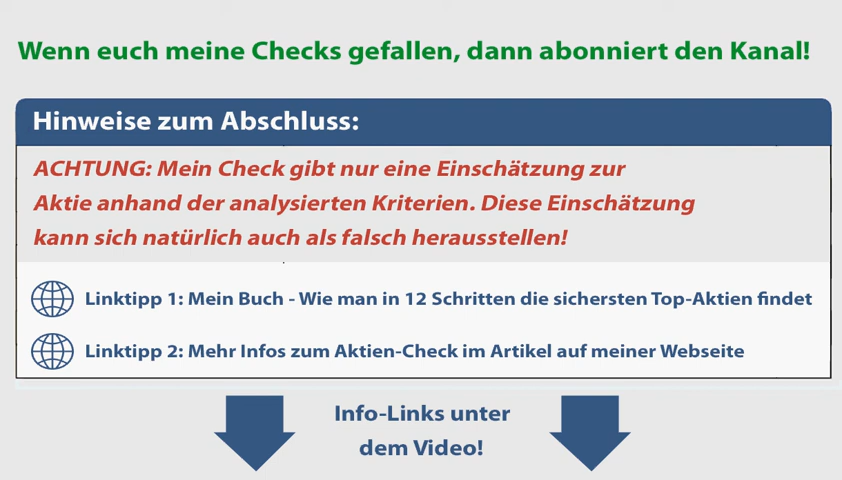 Wenn euch meine Checks gefallen, dann abonniert den Kanal!
Hinweise zum Abschluss:
ACHTUNG: Mein Check gibt nur eine Einschätzung zur
Aktie anhand der analysierten Kriterien. Diese Einschätzung
kann sich natürlich auch als falsch herausstellen!
Linktipp 1: Mein Buch - Wie man in 12 Schritten die sichersten Top-Aktien findet
Linktipp 2: Mehr Infos zum Aktien-Check im Artikel auf meiner Webseite
Info-Links unter
dem Video!